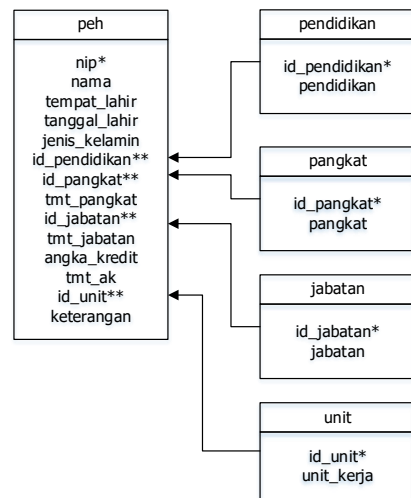 peh
nip*
nama
tempat_lahir
tanggal_lahir
jenis_kelamin
id_pendidikan**
id_pangkat**
tmt_pangkat
id_jabatan**
tmt_jabatan
angka_kredit
tmt_ak
id_unit**
keterangan
pendidikan
id_pendidikan*
pendidikan
pangkat
id_pangkat*
pangkat
jabatan
id_jabatan*
jabatan
unit
id_unit*
unit_kerja